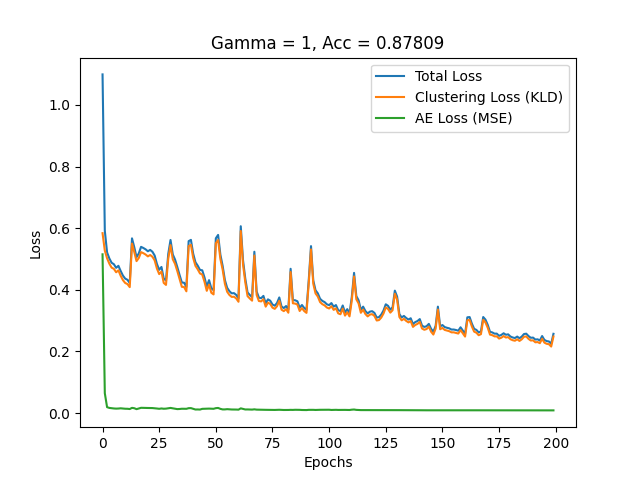 Gamma = 1, Acc = 0.87809
Total Loss
Clustering Loss (KLD)
AE Loss (MSE)
1.0
0.8
0.6
0.4
0.2
0.0
Loss
0 25 50 75 100 125 150 175 200
Epochs